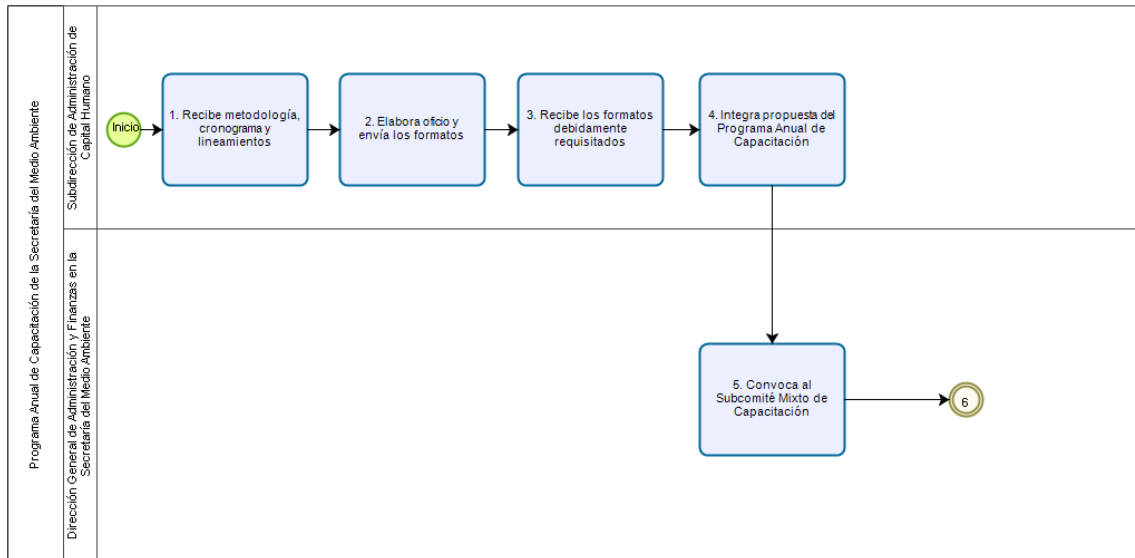 Programa Anual de Capacitación de la Secretaría del Medio Ambiente
Subdirección de Administración de
Capital Humano
Inicio
1. Recibe metodología,
cronograma y
lineamientos
2. Elabora oficio y
envía los formatos
3. Recibe los formatos
debidamente
requisitados
4. Integra propuesta del
Programa Anual de
Capacitación
Dirección General de Administración y Finanzas en la
Secretaría del Medio Ambiente
5. Convoca al
Subcomité Mixto de
Capacitación
6